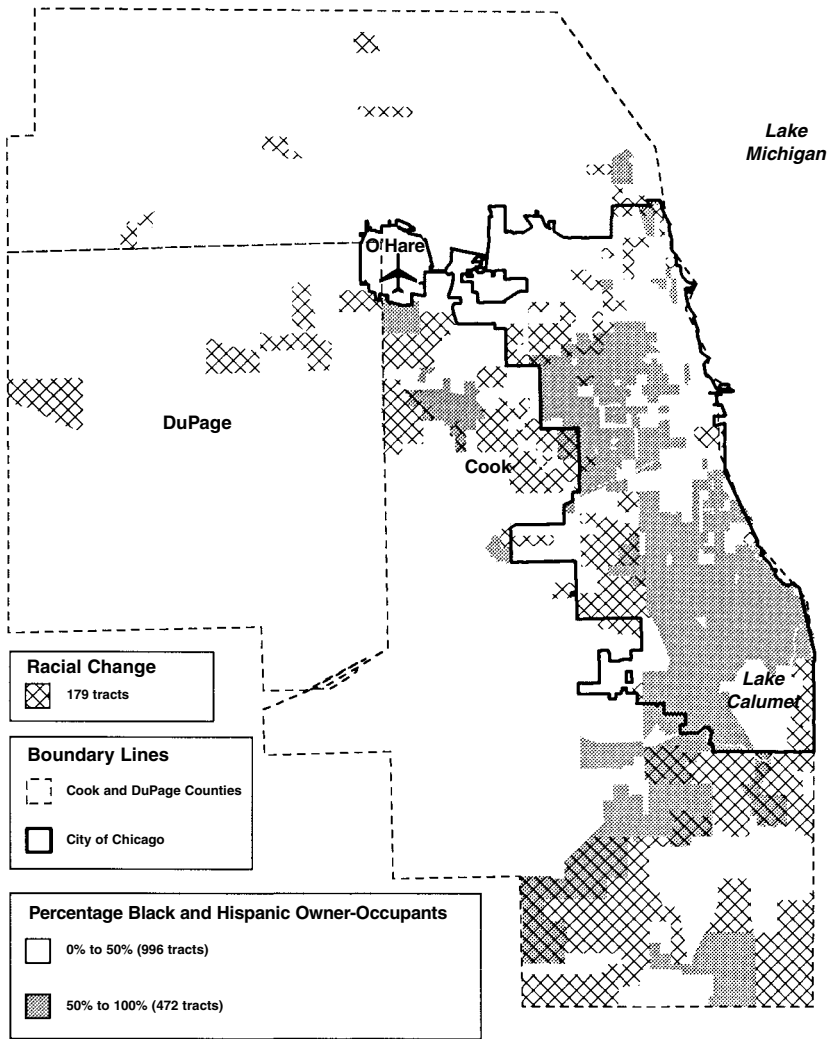 Lake
Michigan
O'Hare
DuPage
Cook
Lake
Calumet
Racial Change
179 tracts
Boundary Lines
Cook and DuPage Counties
City of Chicago
Percentage Black and Hispanic Owner-Occupants
0% to 50% (996 tracts)
50% to 100% (472 tracts)